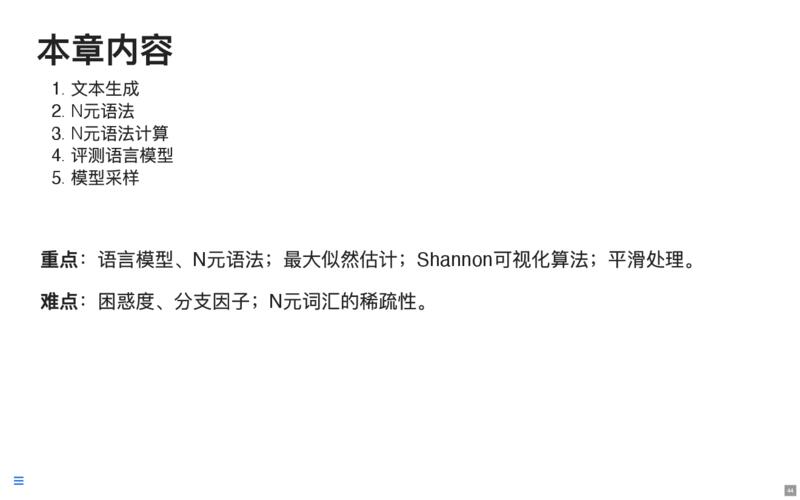 本章内容
1. 文本生成
2. N元语法
3. N元语法计算
4. 评测语言模型
5. 模型采样
重点：语言模型、N元语法；最大似然估计；Shannon可视化算法；平滑处理。
难点：困惑度、分支因子；N元词汇的稀疏性。
44